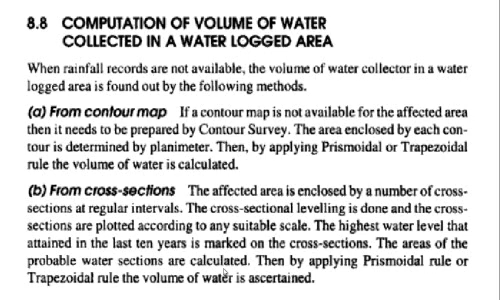 8.8 COMPUTATION OF VOLUME OF WATER
COLLECTED IN A WATER LOGGED AREA
When rainfall records are not available, the volume of water collector in a water
logged area is found out by the following methods.
(a) From contour map If a contour map is not available for the affected area
then it needs to be prepared by Contour Survey. The area enclosed by each con-
tour is determined by planimeter. Then, by applying Prismoidal or Trapezoidal
rule the volume of water is calculated.
(b) From cross-sections The affected area is enclosed by a number of cross-
sections at regular intervals. The cross-sectional levelling is done and the cross-
sections are plotted according to any suitable scale. The highest water level that
attained in the last ten years is marked on the cross-sections. The areas of the
probable water sections are calculated. Then by applying Prismoidal rule or
Trapezoidal rule the volume of water is ascertained.